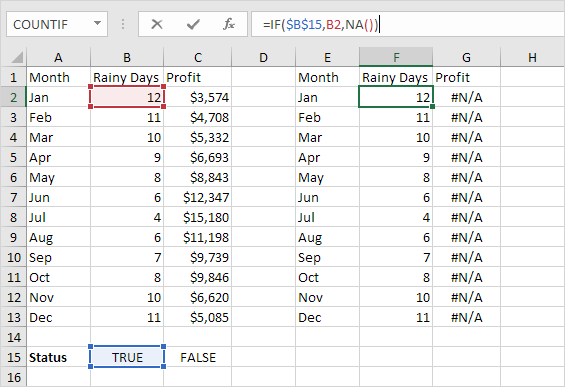 COUNTIF fx =IF($B$15,B2,NA())
A B C D E F G H
1 Month Rainy Days Profit Month Rainy Days Profit
2 Jan 12 $3,574 Jan 12 #N/A
3 Feb 11 $4,708 Feb 11 #N/A
4 Mar 10 $5,332 Mar 10 #N/A
5 Apr 9 $6,693 Apr 9 #N/A
6 May 8 $8,843 May 8 #N/A
7 Jun 6 $12,347 Jun 6 #N/A
8 Jul 4 $15,180 Jul 4 #N/A
9 Aug 6 $11,198 Aug 6 #N/A
10 Sep 7 $9,739 Sep 7 #N/A
11 Oct 8 $9,846 Oct 8 #N/A
12 Nov 10 $6,620 Nov 10 #N/A
13 Dec 11 $5,085 Dec 11 #N/A
14
15 Status TRUE FALSE
16